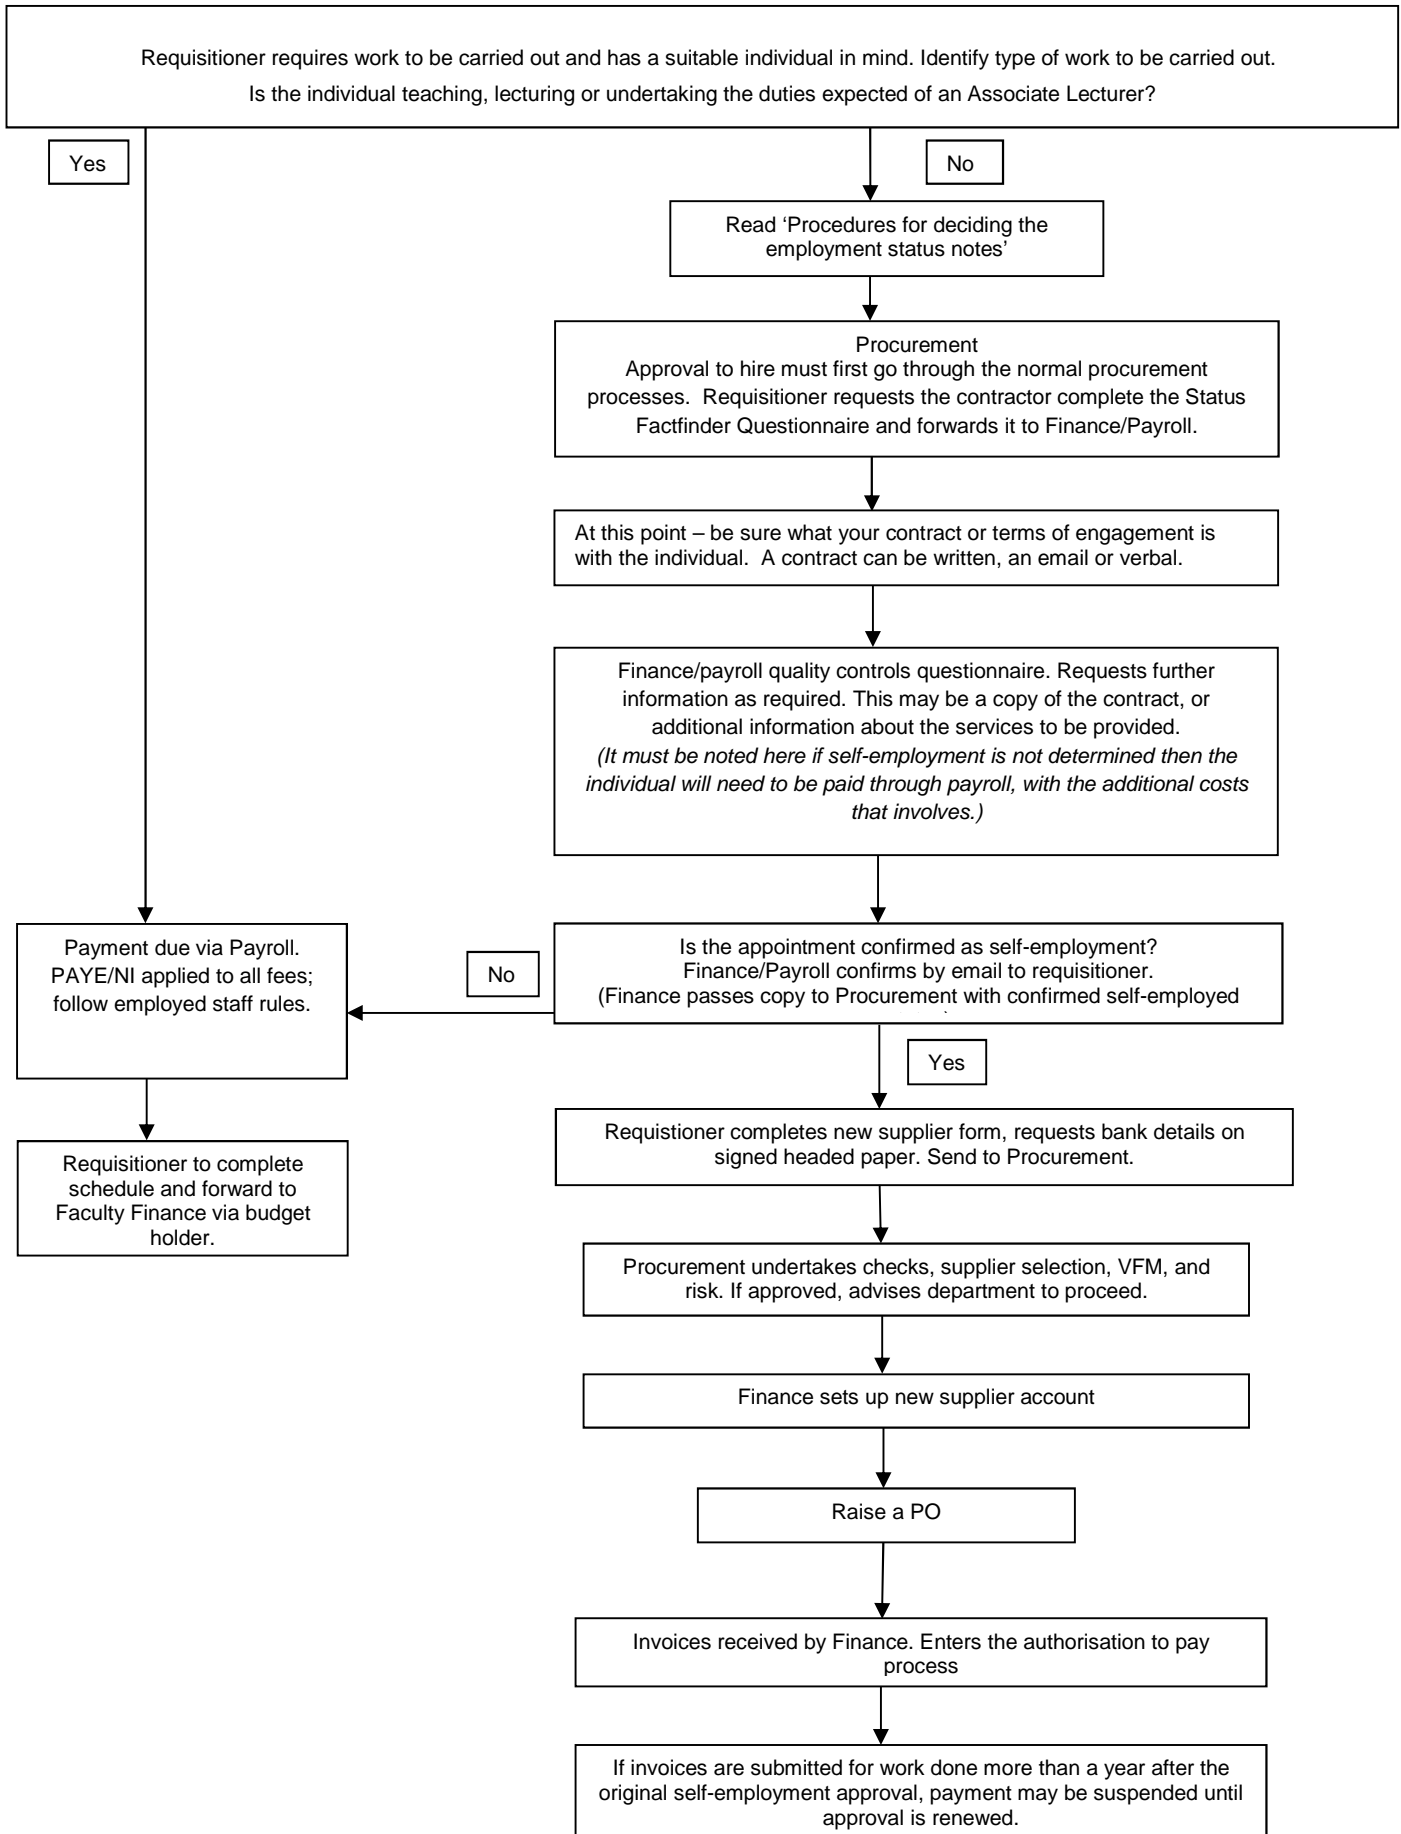 Requisitioner requires work to be carried out and has a suitable individual in mind. Identify type of work to be carried out.
Is the individual teaching, lecturing or undertaking the duties expected of an Associate Lecturer?
Yes
No
Read ‘Procedures for deciding the
employment status notes’
Procurement
Approval to hire must first go through the normal procurement
processes.  Requisitioner requests the contractor complete the Status
Factfinder Questionnaire and forwards it to Finance/Payroll.
At this point – be sure what your contract or terms of engagement is
with the individual.  A contract can be written, an email or verbal.
Finance/payroll quality controls questionnaire. Requests further
information as required. This may be a copy of the contract, or
additional information about the services to be provided.
(It must be noted here if self-employment is not determined then the
individual will need to be paid through payroll, with the additional costs
that involves.)
Is the appointment confirmed as self-employment?
Finance/Payroll confirms by email to requisitioner.
(Finance passes copy to Procurement with confirmed self-employed
No
Payment due via Payroll.
PAYE/NI applied to all fees;
follow employed staff rules.
Yes
Requisitioner to complete
schedule and forward to
Faculty Finance via budget
holder.
Requistioner completes new supplier form, requests bank details on
signed headed paper. Send to Procurement.
Procurement undertakes checks, supplier selection, VFM, and
risk. If approved, advises department to proceed.
Finance sets up new supplier account
Raise a PO
Invoices received by Finance. Enters the authorisation to pay
process
If invoices are submitted for work done more than a year after the
original self-employment approval, payment may be suspended until
approval is renewed.